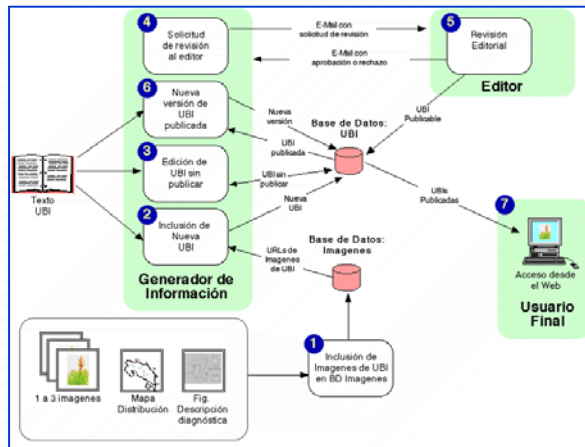 4
Solicitud
de revisión
al editor
E-Mail con
solicitud de revisión
E-Mail con
aprobación o rechazo
5
Revisión
Editorial
Editor
6
Nueva
versión de
UBI
publicada
Nueva
versión
UBI
publicada
Base de Datos:
UBI
UBI
Publicable
3
Edición de
UBI sin
publicar
UBI sin
publicar
Texto
UBI
2
Inclusión de
Nueva
UBI
Nueva
UBI
UBIs
Publicadas
7
Acceso desde
el Web
Usuario
Final
Generador de
Información
URLs de
Imagenes
de UBI
Base de Datos:
Imagenes
1
Inclusión de
Imagenes de UBI
en BD Imagenes
1 a 3 imagenes
Mapa
Distribución
Fig.
Descripción
diagnóstica